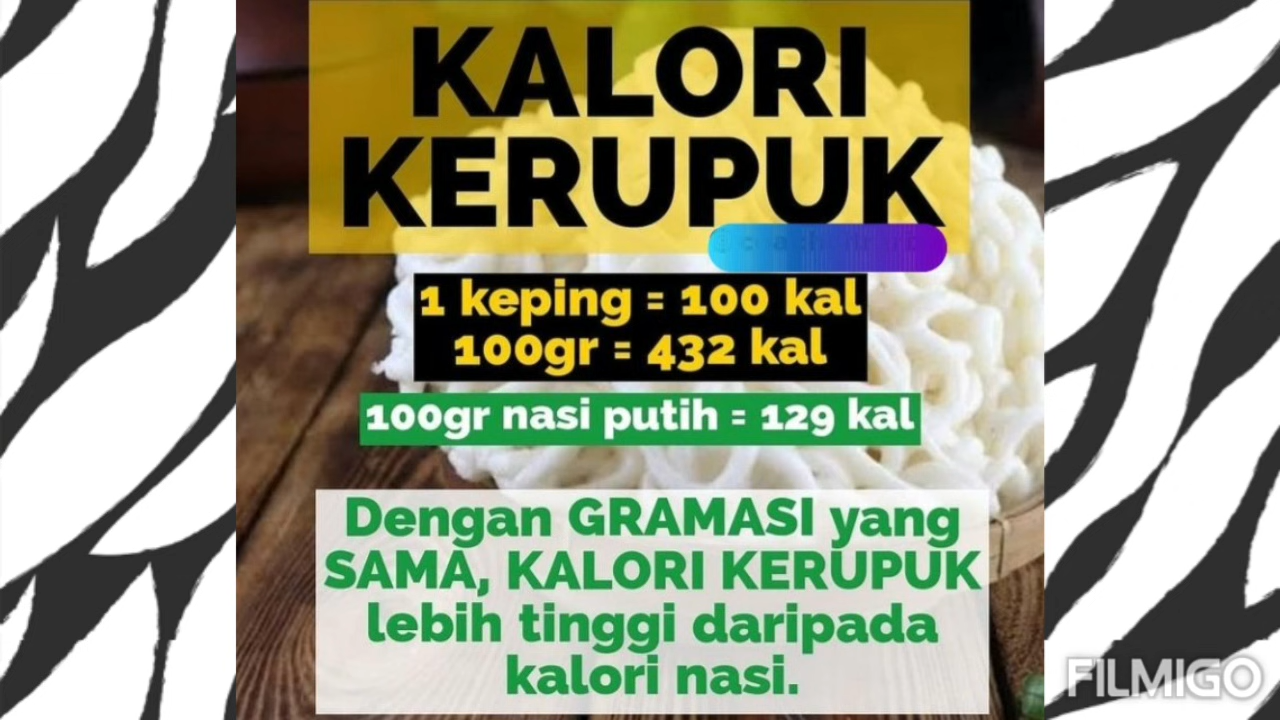 KALORI
KERUPUK
1 keping = 100 kal
100gr = 432 kal
100gr nasi putih = 129 kal
Dengan GRAMASI yang
SAMA, KALORI KERUPUK
lebih tinggi daripada
kalori nasi.
FILMIGO